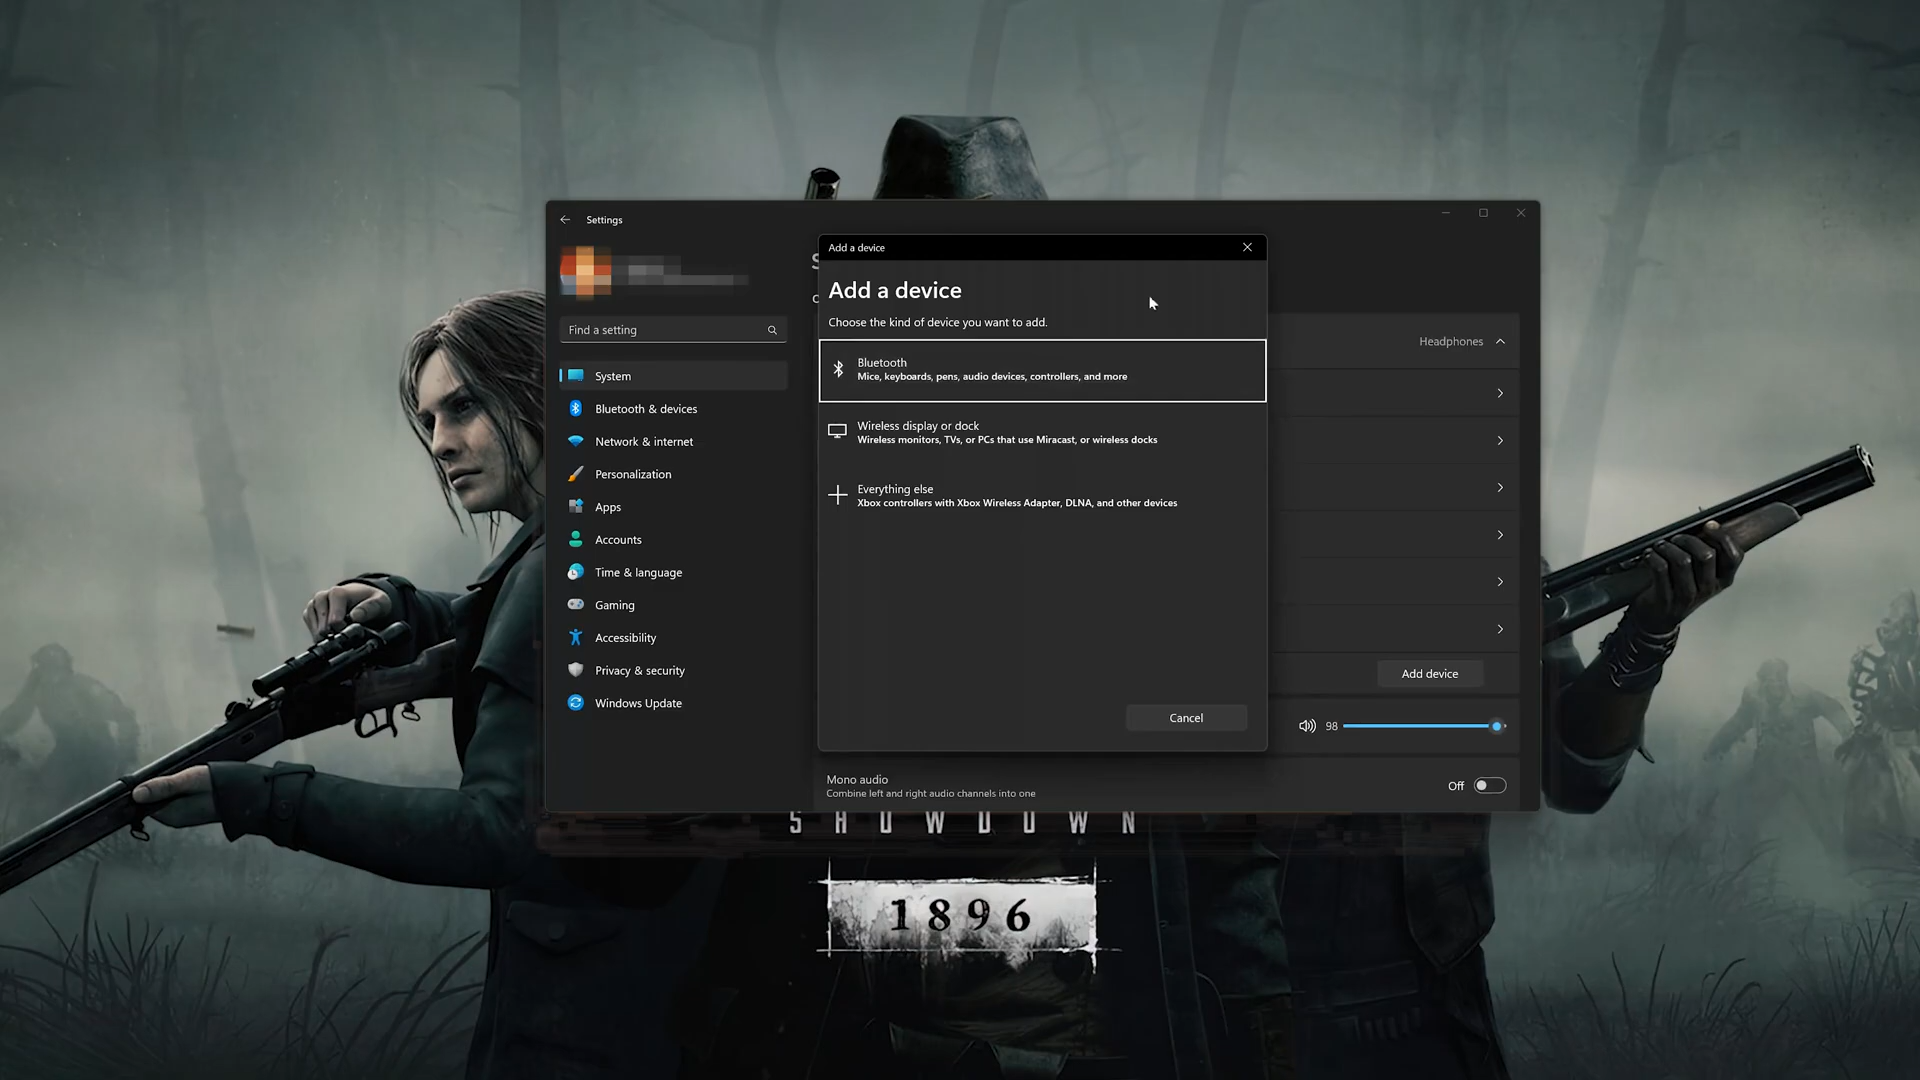 Settings
Add a device
Add a device
Choose the kind of device you want to add.
Find a setting
Headphones
Bluetooth
Mice, keyboards, pens, audio devices, controllers, and more
System
Bluetooth & devices
Wireless display or dock
Wireless monitors, TVs, or PCs that use Miracast, or wireless docks
Network & internet
Personalization
Everything else
Xbox controllers with Xbox Wireless Adapter, DLNA, and other devices
Apps
Accounts
Time & language
Gaming
Accessibility
Privacy & security
Add device
Windows Update
Cancel
98
Mono audio
Combine left and right audio channels into one
Off
SHOWDOWN
1896